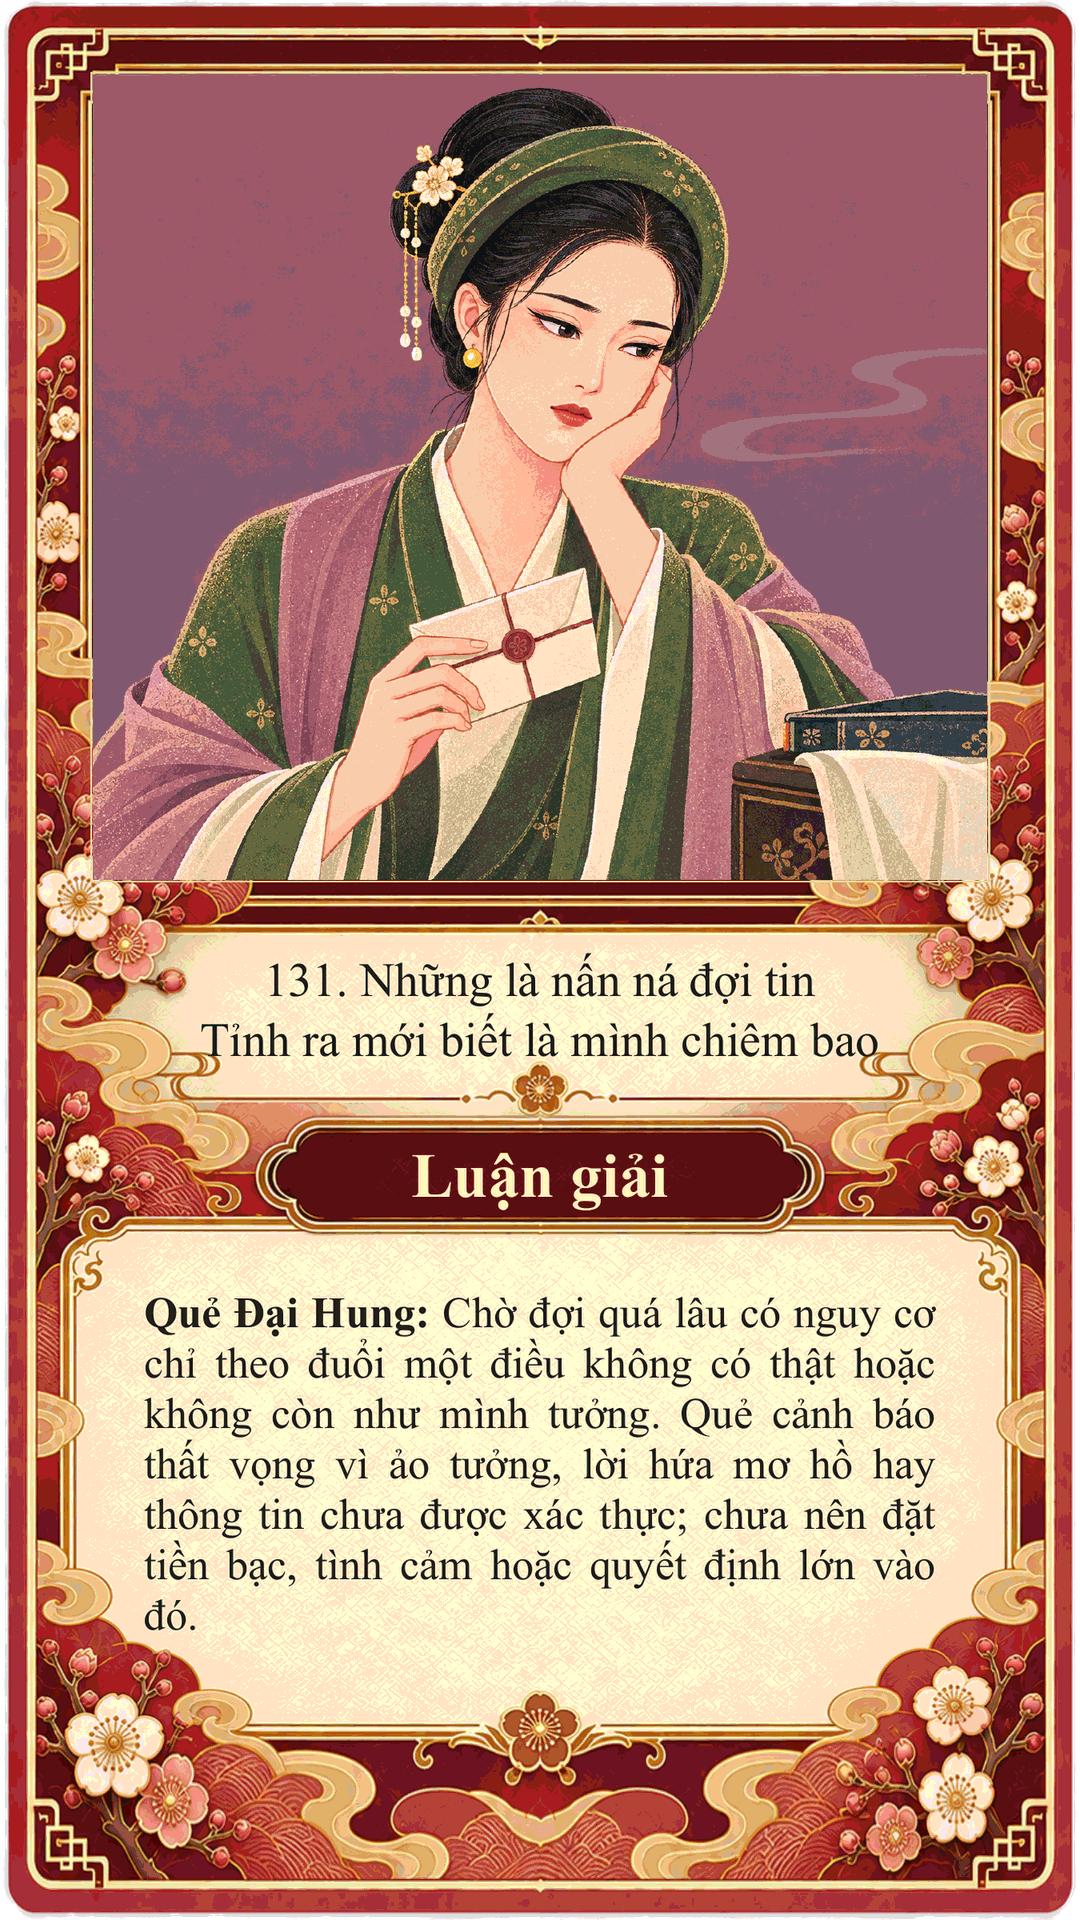 131. Những là nấn ná đợi tin
Tỉnh ra mới biết là mình chiêm bao
Luận giải
Quẻ Đại Hung: Chờ đợi quá lâu có nguy cơ
chỉ theo đuổi một điều không có thật hoặc
không còn như mình tưởng. Quẻ cảnh báo
thất vọng vì ảo tưởng, lời hứa mơ hồ hay
thông tin chưa được xác thực; chưa nên đặt
tiền bạc, tình cảm hoặc quyết định lớn vào
đó.